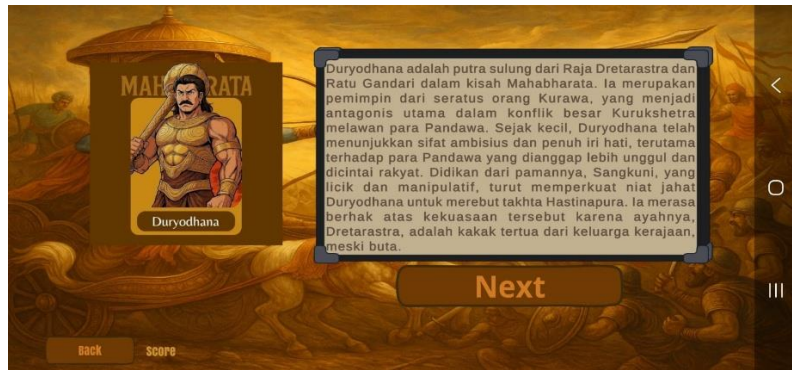 MAHABHARATA
Duryodhana
Duryodhana adalah putra sulung dari Raja Dretarastra dan
Ratu Gandari dalam kisah Mahabharata. Ia merupakan
pemimpin dari seratus orang Kurawa, yang menjadi
antagonis utama dalam konflik besar Kurukshetra
melawan para Pandawa. Sejak kecil, Duryodhana telah
menunjukkan sifat ambisius dan penuh iri hati, terutama
terhadap para Pandawa yang dianggap lebih unggul dan
dicintai rakyat. Didikan dari pamannya, Sangkuni, yang
licik dan manipulatif, turut memperkuat niat jahat
Duryodhana untuk merebut takhta Hastinapura. Ia merasa
berhak atas kekuasaan tersebut karena ayahnya,
Dretarastra, adalah kakak tertua dari keluarga kerajaan,
meski buta.
Next
Back
Score